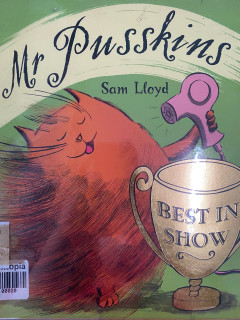 Mr Pusskins
Sam Lloyd
BEST IN
SHOW